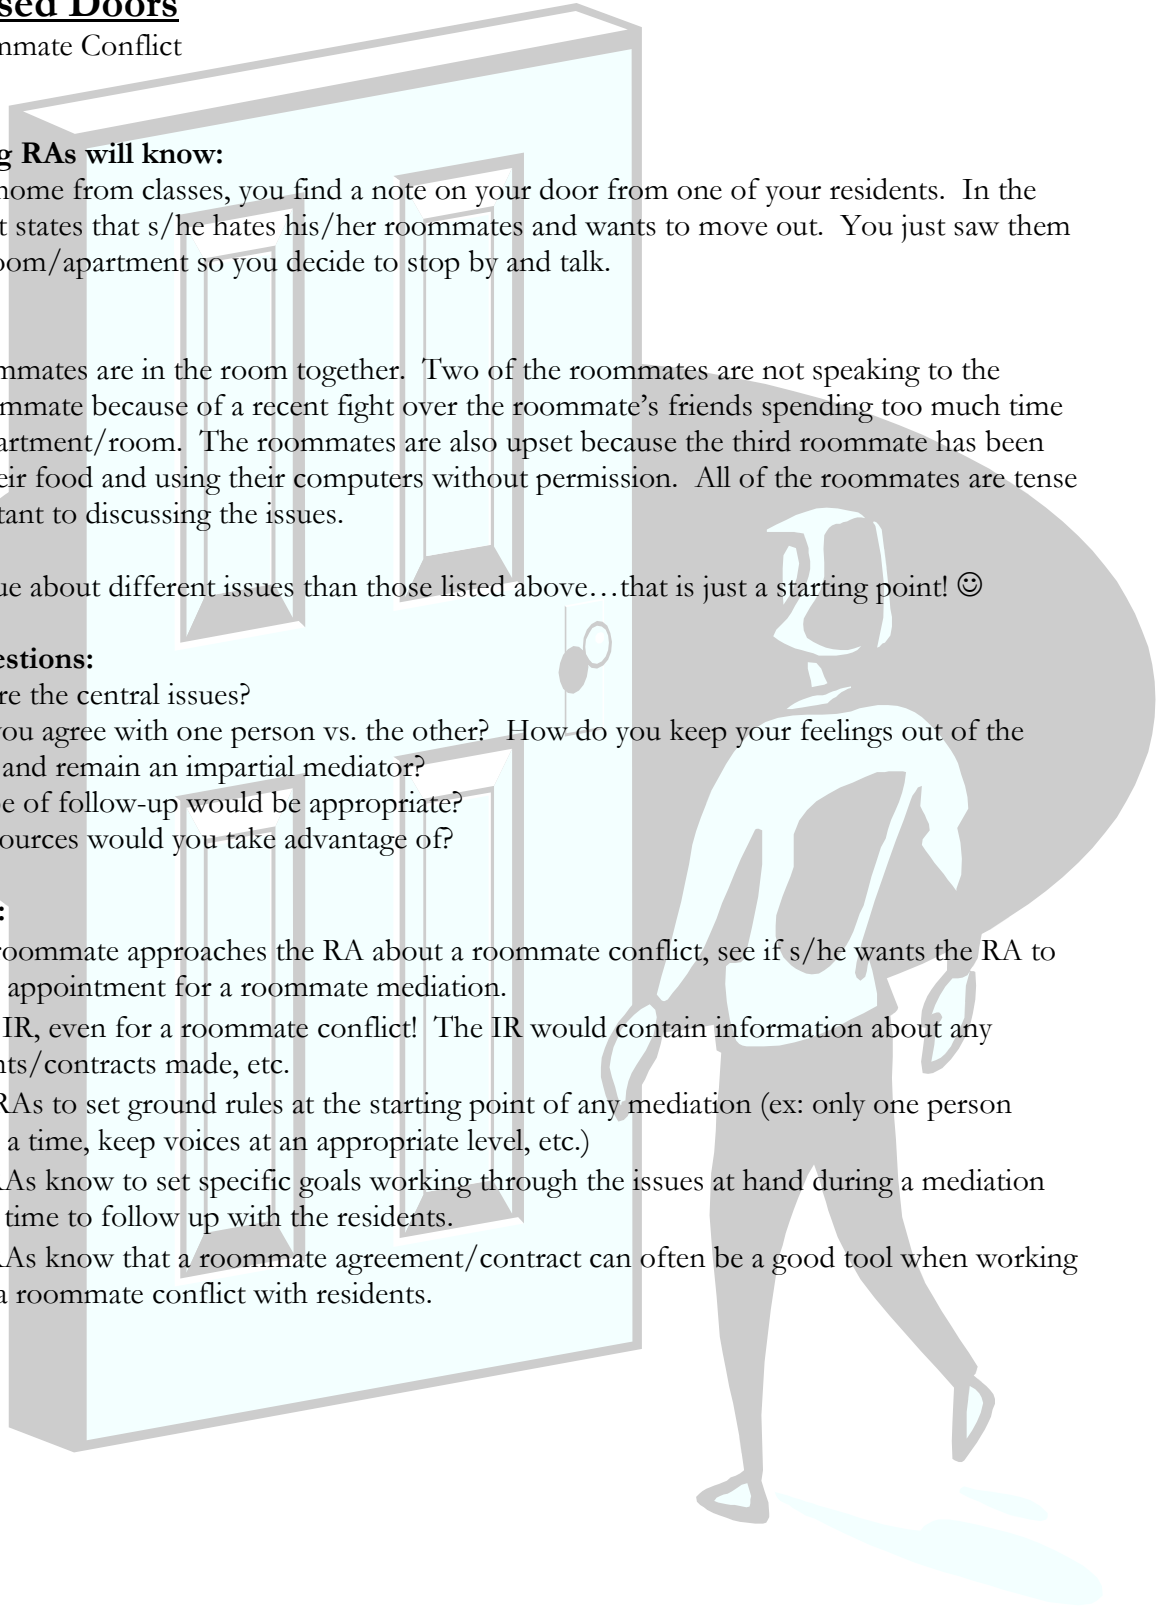 sed Doors
nmate Conflict
g RAs will know:
home from classes, you find a note on your door from one of your residents. In the
t states that s/he hates his/her roommates and wants to move out. You just saw them
oom/apartment so you decide to stop by and talk.
mmates are in the room together. Two of the roommates are not speaking to the
mmate because of a recent fight over the roommate’s friends spending too much time
artment/room. The roommates are also upset because the third roommate has been
eir food and using their computers without permission. All of the roommates are tense
tant to discussing the issues.
ue about different issues than those listed above…that is just a starting point! ☺
estions:
re the central issues?
you agree with one person vs. the other? How do you keep your feelings out of the
and remain an impartial mediator?
e of follow-up would be appropriate?
ources would you take advantage of?
:
roommate approaches the RA about a roommate conflict, see if s/he wants the RA to
appointment for a roommate mediation.
IR, even for a roommate conflict! The IR would contain information about any
nts/contracts made, etc.
RAs to set ground rules at the starting point of any mediation (ex: only one person
a time, keep voices at an appropriate level, etc.)
As know to set specific goals working through the issues at hand during a mediation
time to follow up with the residents.
As know that a roommate agreement/contract can often be a good tool when working
a roommate conflict with residents.